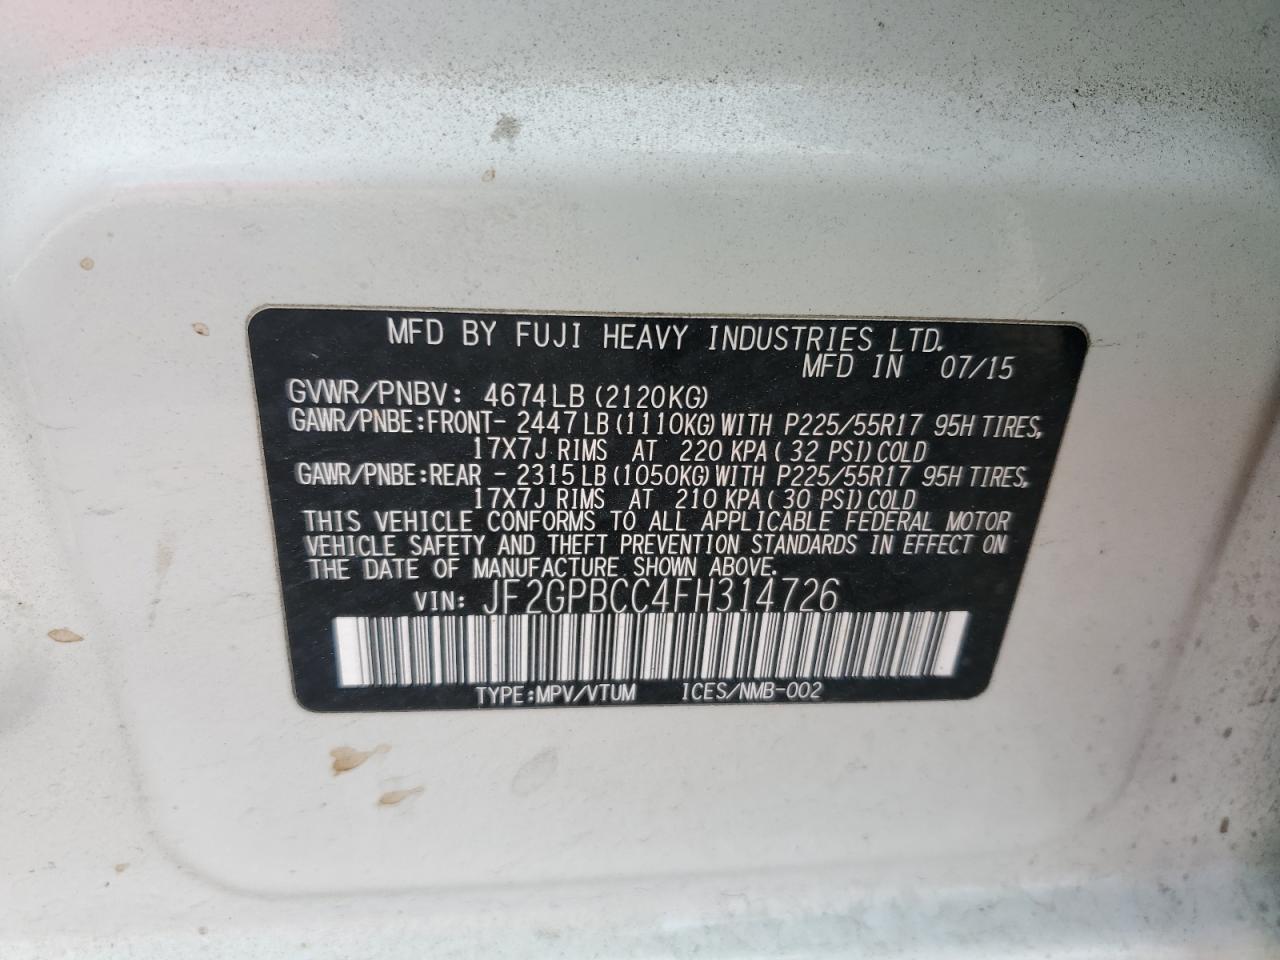 MFD BY FUJI HEAVY INDUSTRIES LTD.
MFD IN 07/15
GVWR/PNBV: 4674LB (2120KG)
GAWR/PNBE:FRONT- 2447LB(1110KG)WITH P225/55R17 95H TIRES,
17X7J RIMS AT 220 KPA( 32 PSI)COLD
GAWR/PNBE:REAR - 2315LB(1050KG)WITH P225/55R17 95H TIRES,
17X7J RIMS AT 210 KPA( 30 PSI)COLD
THIS VEHICLE CONFORMS TO ALL APPLICABLE FEDERAL MOTOR
VEHICLE SAFETY AND THEFT PREVENTION STANDARDS IN EFFECT ON
THE DATE OF MANUFACTURE SHOWN ABOVE.
VIN: JF2GPBCC4FH314726
TYPE:MPV/VTUM ICES/NMB-002